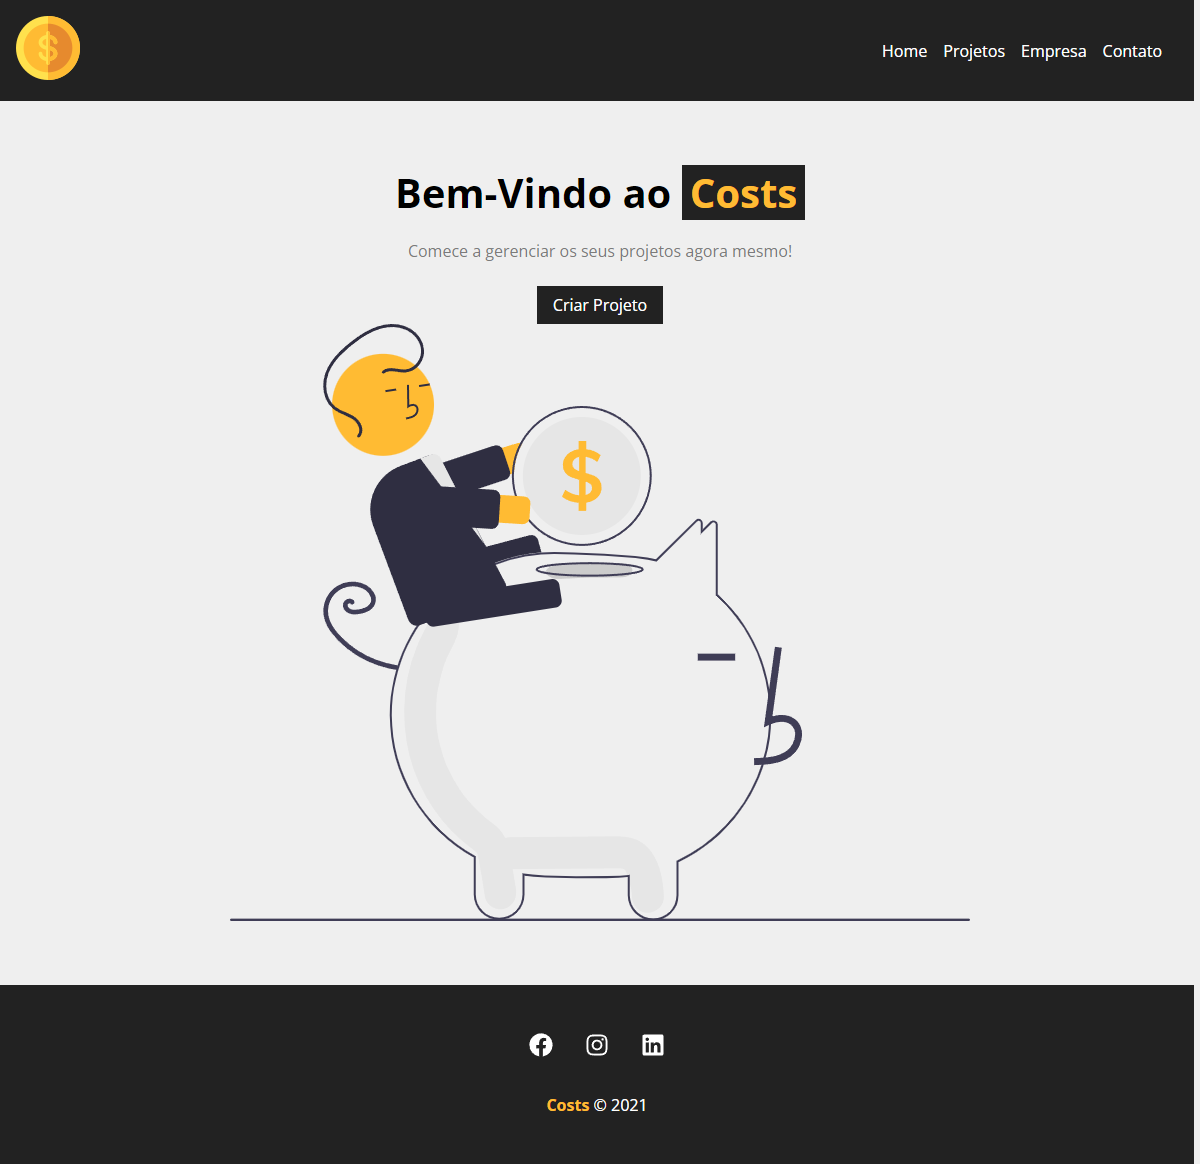 $
Home Projetos Empresa Contato
Bem-Vindo ao Costs
Comece a gerenciar os seus projetos agora mesmo!
Criar Projeto
$
Costs © 2021